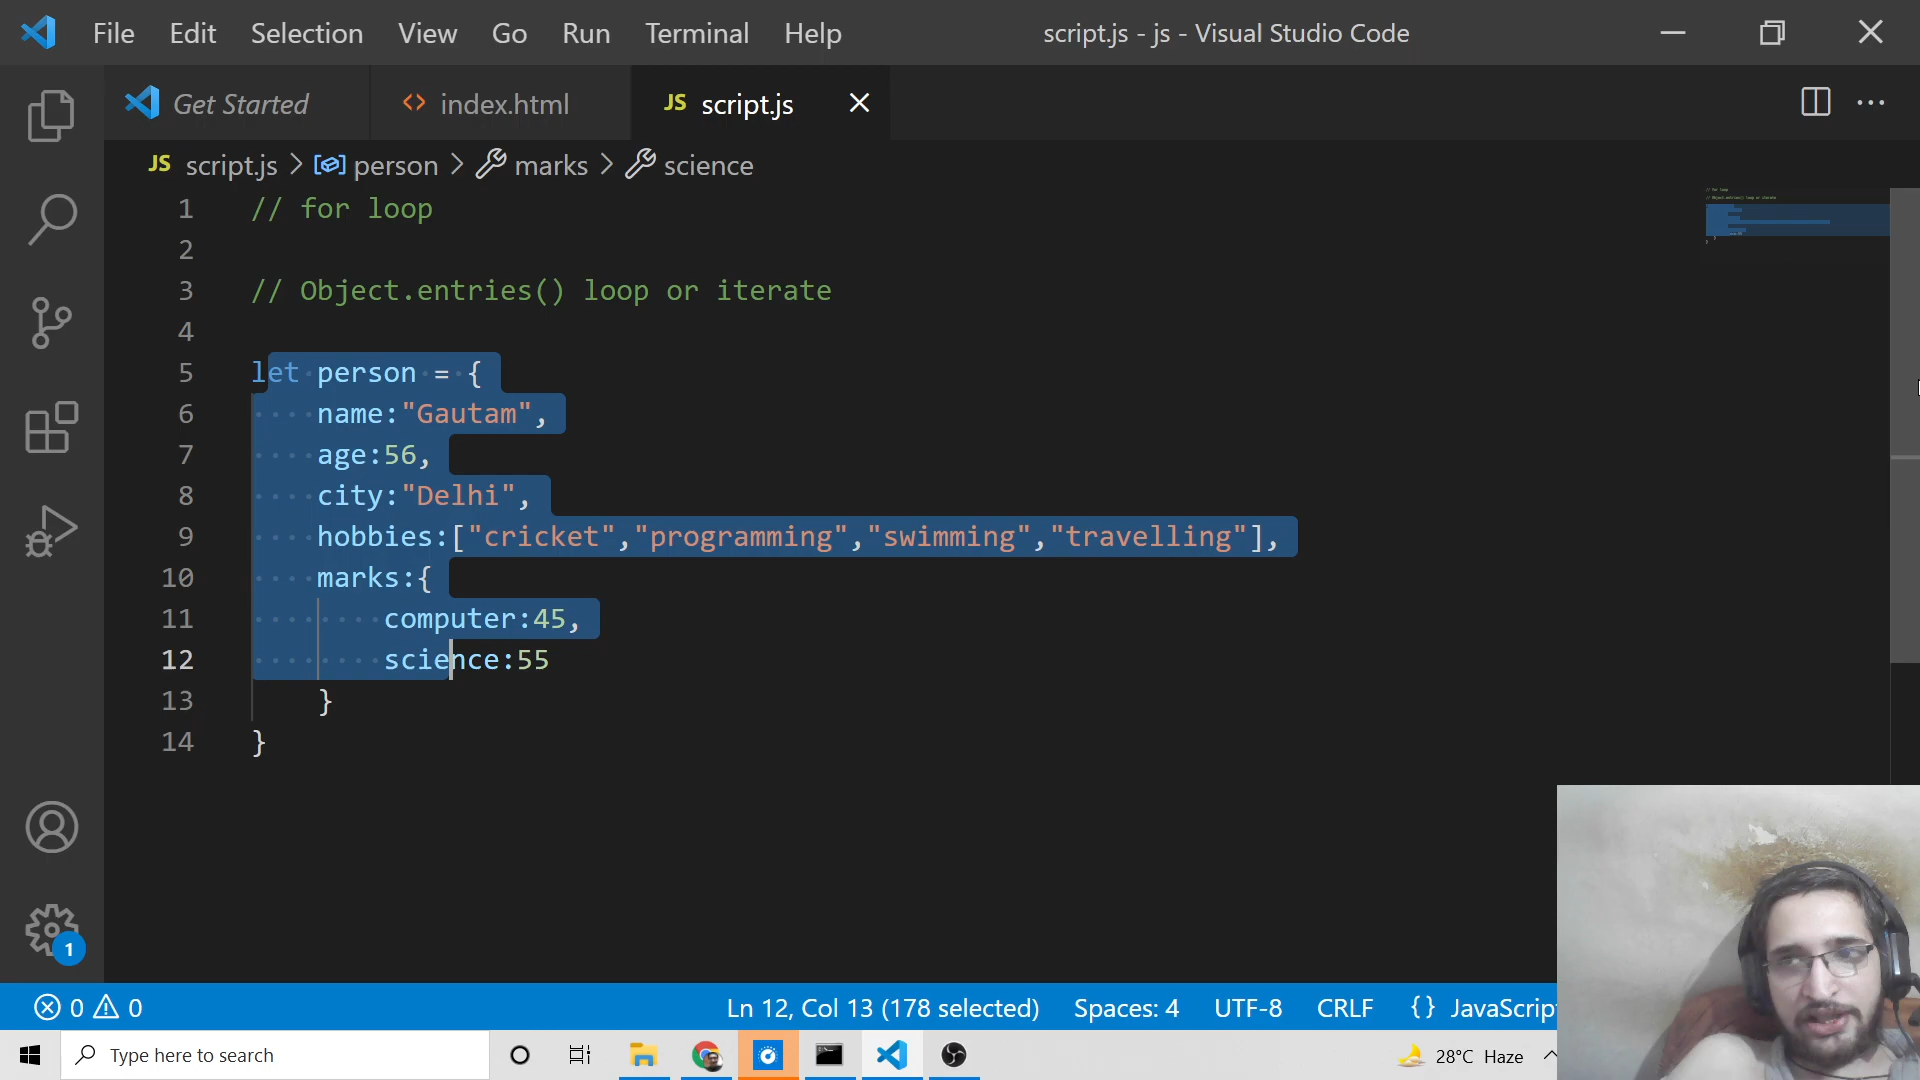 File Edit Selection View Go Run Terminal Help script.js - js - Visual Studio Code
Get Started index.html JS script.js
JS script.js > person > marks > science
1 // for loop
2
3 // Object.entries() loop or iterate
4
5 let person = {
6 name:"Gautam",
7 age:56,
8 city:"Delhi",
9 hobbies:["cricket","programming","swimming","travelling"],
10 marks:{
11 computer:45,
12 science:55
13 }
14 }
1
0 0 Ln 12, Col 13 (178 selected) Spaces: 4 UTF-8 CRLF {} JavaScrip
Type here to search 28°C Haze